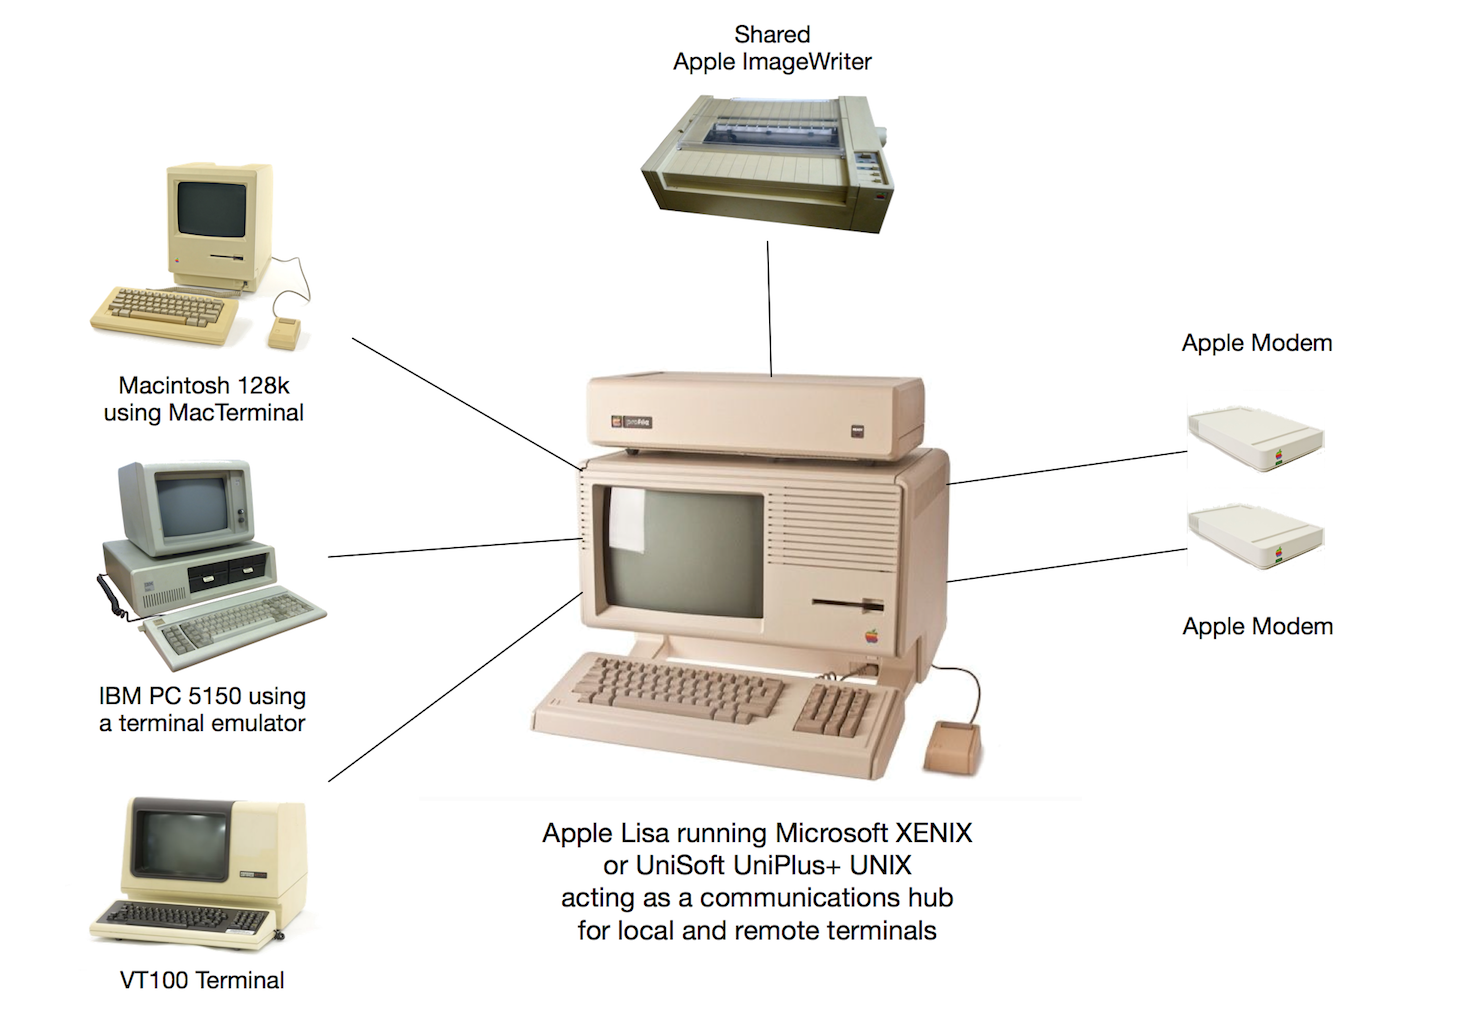 Shared
Apple ImageWriter
Apple Modem
Macintosh 128k
using MacTerminal
profile
Apple Modem
IBM PC 5150 using
a terminal emulator
Apple Lisa running Microsoft XENIX
or UniSoft UniPlus+ UNIX
acting as a communications hub
for local and remote terminals
VT100 Terminal